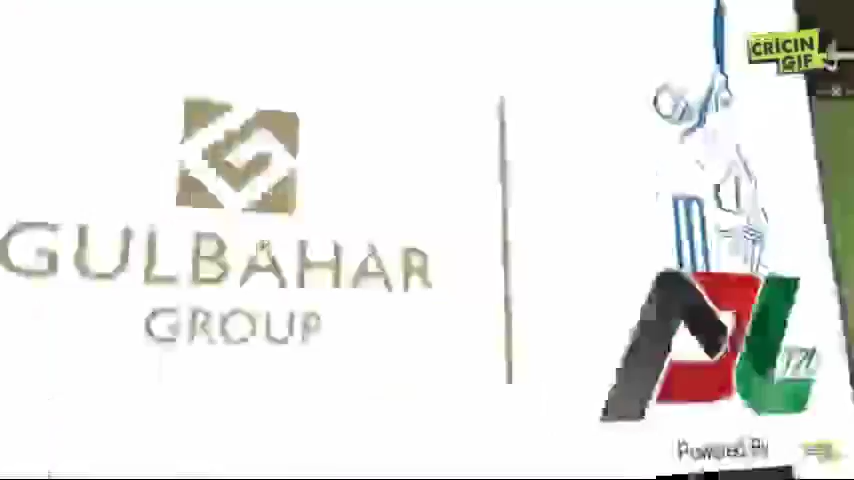 CRICIN
GIF
GULBAHAR
GROUP
Powered By